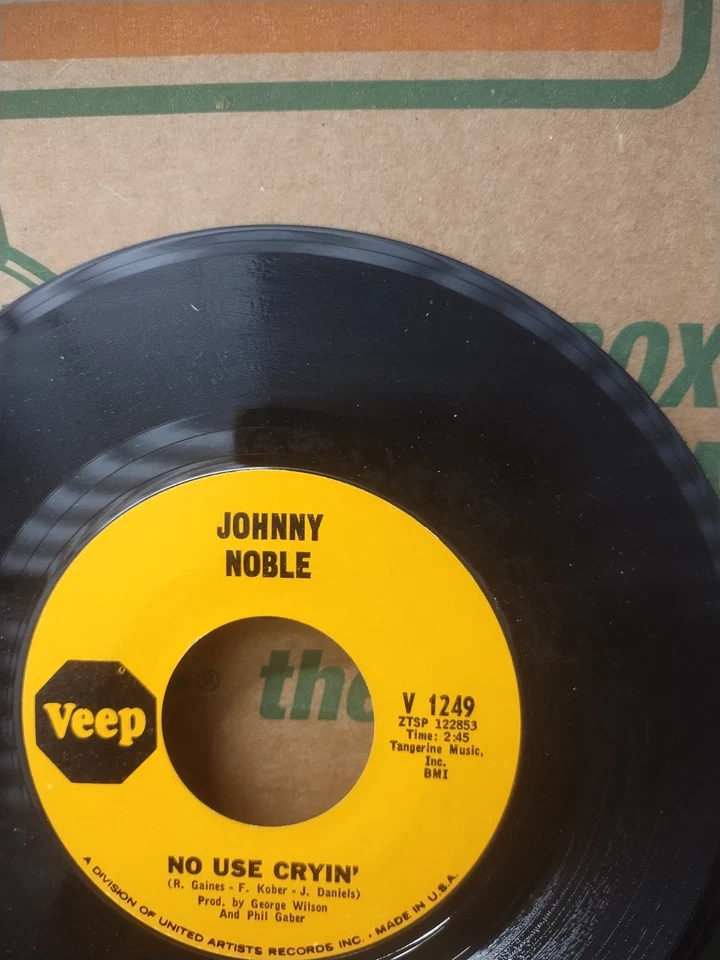 OX
JOHNNY
NOBLE
the
®
Veep
V 1249
ZTSP 122853
Time: 2:45
Tangerine Music,
Inc.
BMI
NO USE CRYIN'
(R. Gaines - F. Kober - J. Daniels)
Prod. by George Wilson
And Phil Gaber
A DIVISION OF UNITED ARTISTS RECORDS INC. • MADE IN U.S.A.